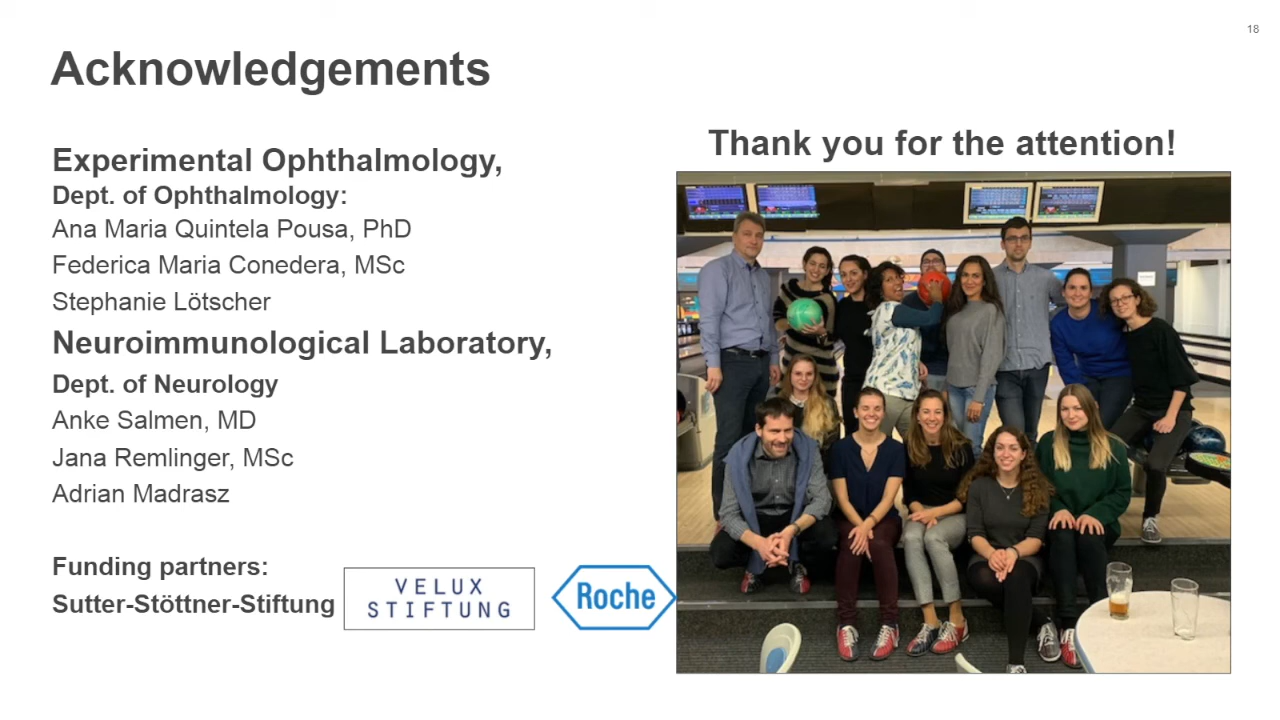 18
Acknowledgements
Experimental Ophthalmology,
Dept. of Ophthalmology:
Ana Maria Quintela Pousa, PhD
Federica Maria Conedera, MSc
Stephanie Lötscher
Neuroimmunological Laboratory,
Dept. of Neurology
Anke Salmen, MD
Jana Remlinger, MSc
Adrian Madrasz
Funding partners:
Sutter-Stöttner-Stiftung
VELUX
STIFTUNG
Roche
Thank you for the attention!